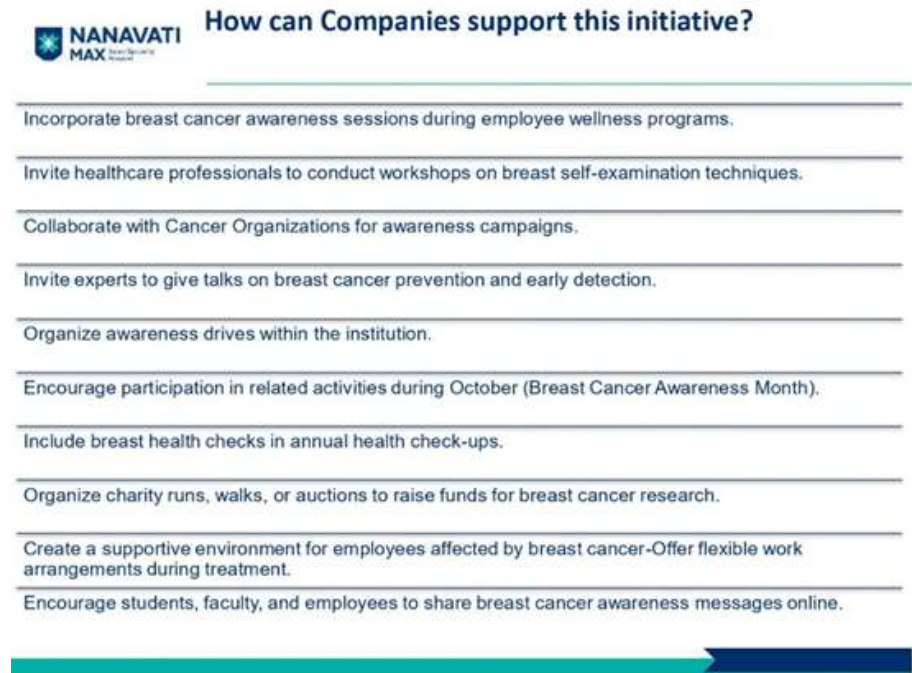 How can Companies support this initiative?
NANAVATI
MAX
Incorporate breast cancer awareness sessions during employee wellness programs.
Invite healthcare professionals to conduct workshops on breast self-examination techniques.
Collaborate with Cancer Organizations for awareness campaigns.
Invite experts to give talks on breast cancer prevention and early detection.
Organize awareness drives within the institution.
Encourage participation in related activities during October (Breast Cancer Awareness Month).
Include breast health checks in annual health check-ups.
Organize charity runs, walks, or auctions to raise funds for breast cancer research.
Create a supportive environment for employees affected by breast cancer-Offer flexible work
arrangements during treatment.
Encourage students, faculty, and employees to share breast cancer awareness messages online.